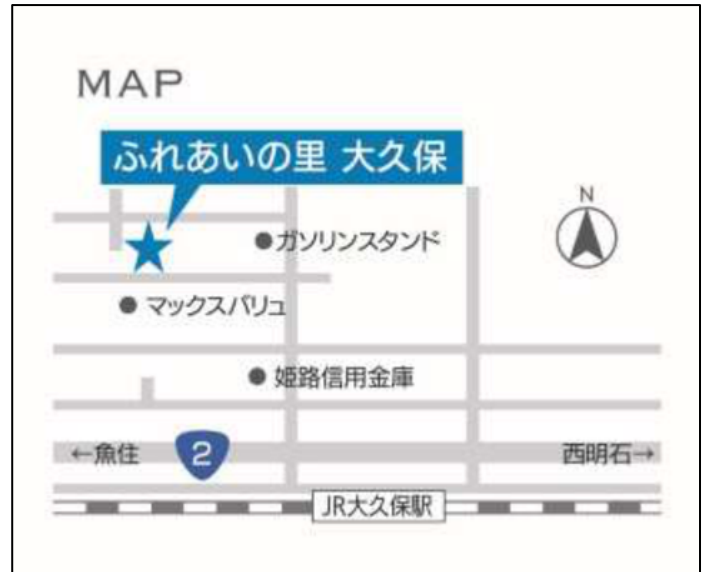 MAP
ふれあいの里 大久保
N
ガソリンスタンド
マックスバリュ
姫路信用金庫
←魚住
2
西明石→
JR大久保駅